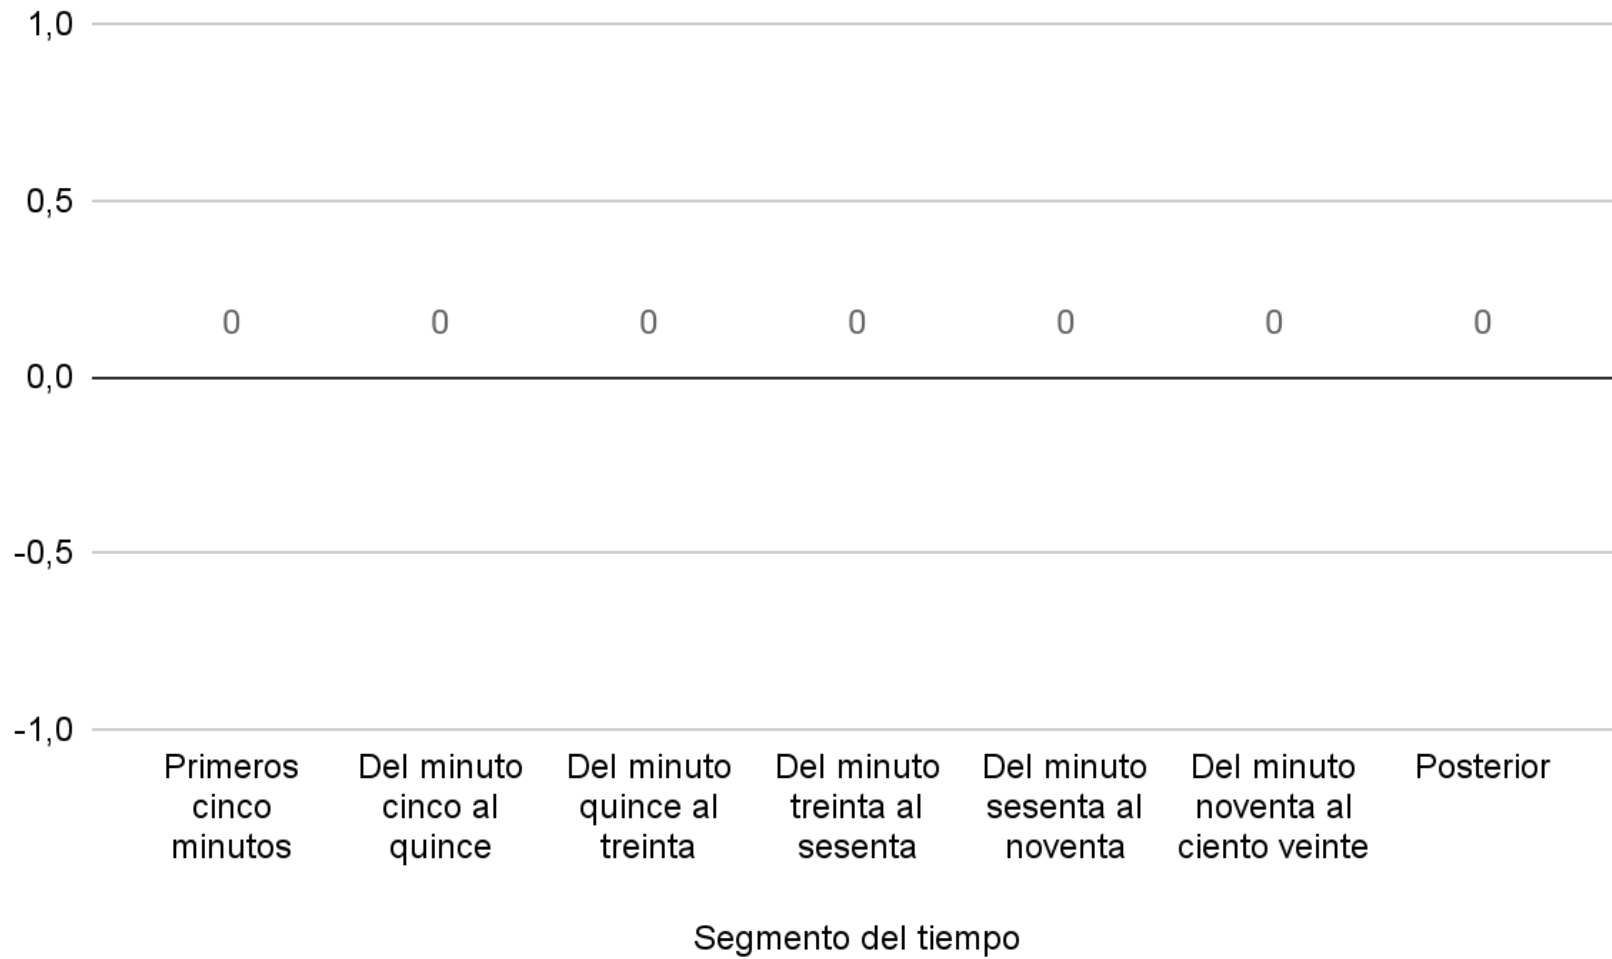 1,0
0,5
0 0 0 0 0 0 0
0,0
-0,5
-1,0
Primeros Del minuto Del minuto Del minuto Del minuto Del minuto Posterior
cinco cinco al quince al treinta al sesenta al noventa al
minutos quince treinta sesenta noventa ciento veinte
Segmento del tiempo